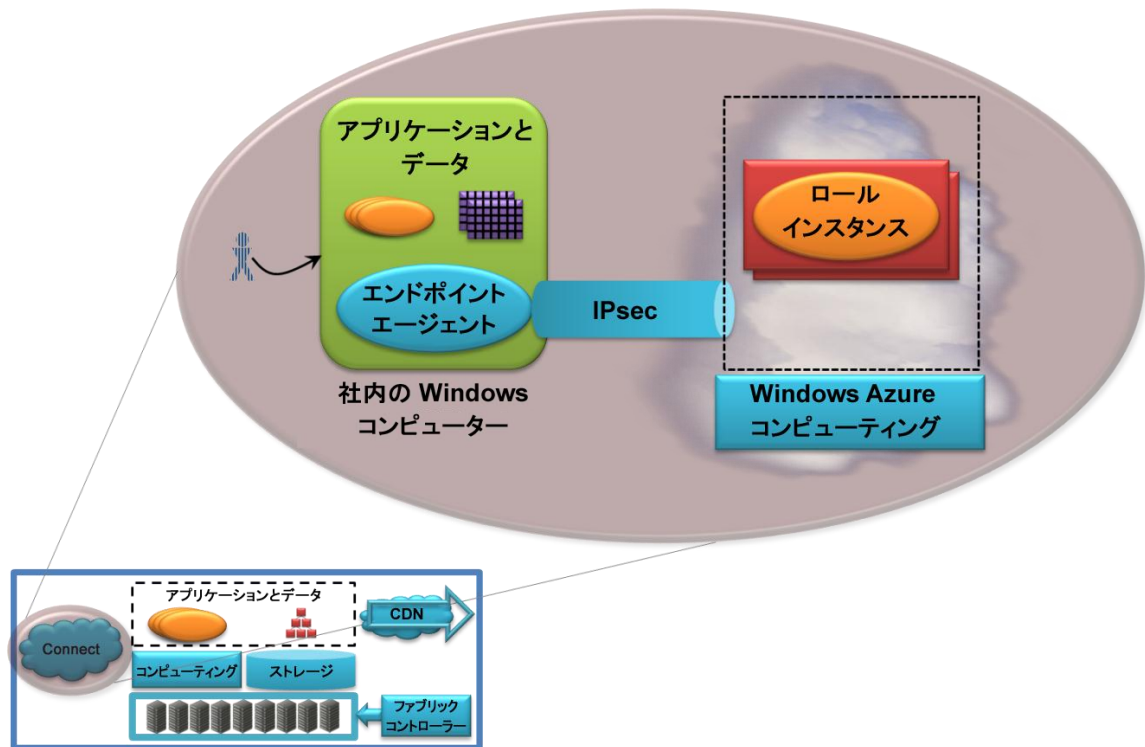 アプリケーションと
データ
ロール
インスタンス
エンドポイント
エージェント
IPsec
社内の Windows
コンピューター
Windows Azure
コンピューティング
アプリケーションとデータ
CDN
Connect
コンピューティング
ストレージ
ファブリック
コントローラー